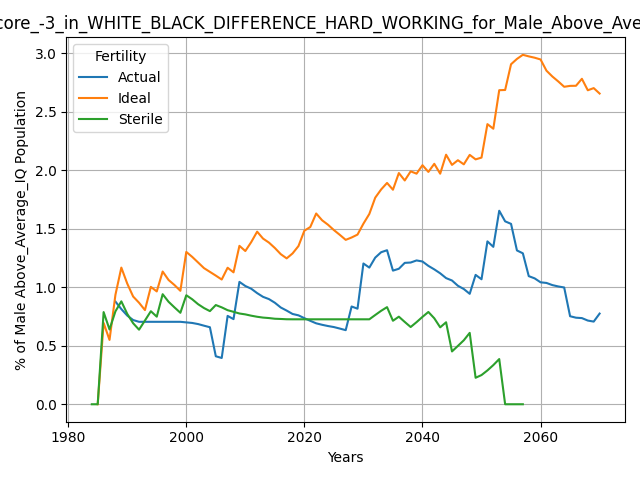 core_-3_in_WHITE_BLACK_DIFFERENCE_HARD_WORKING_for_Male_Above_Ave
Fertility
Actual
Ideal
Sterile
% of Male Above_Average_IQ Population
3.0
2.5
2.0
1.5
1.0
0.5
0.0
1980
2000
2020
2040
2060
Years